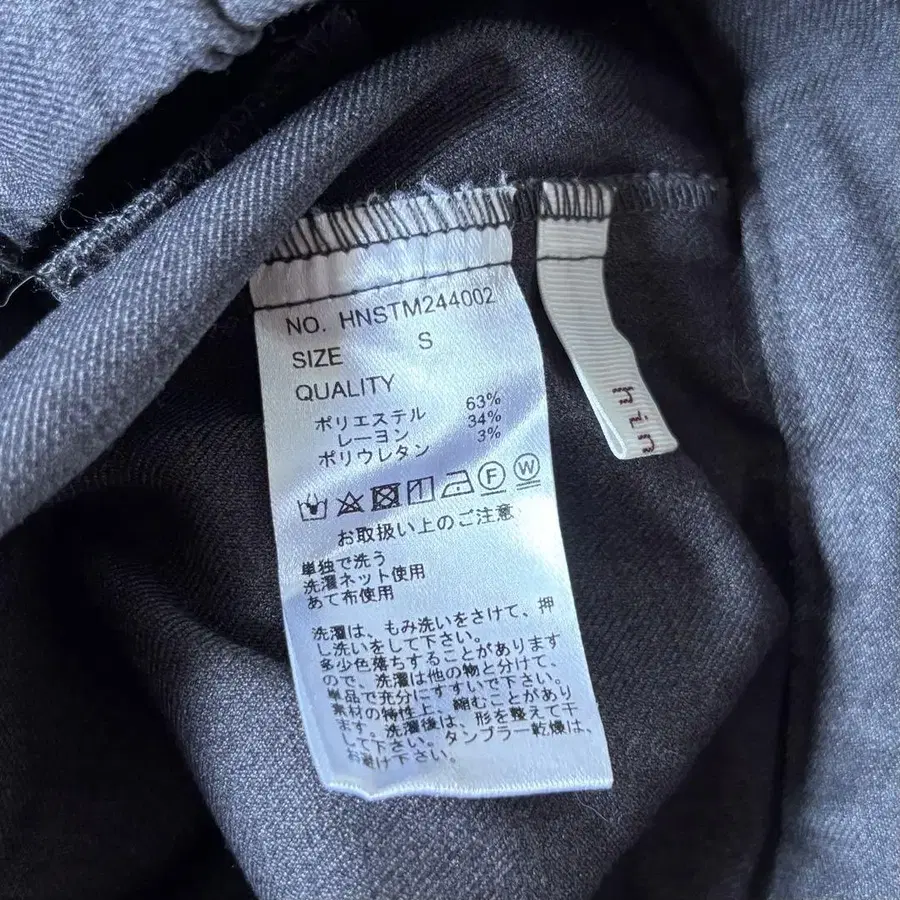 NO. HNSTM244002
SIZE S
QUALITY
ポリエステル 63%
レーヨン 34%
ポリウレタン 3%
F W
お取扱い上のご注意
単独で洗う
洗濯ネット使用
あて布使用
洗濯は、もみ洗いをさけて、押
し洗いをして下さい。
多少色落ちすることがあります
ので、洗濯は他の物と分けて、
単品で充分にすすいで下さい。
素材の特性上、縮むことがあり
ます。洗濯後は、形を整えて干
して下さい。タンブラー乾燥は、
お避け下さい。
hin